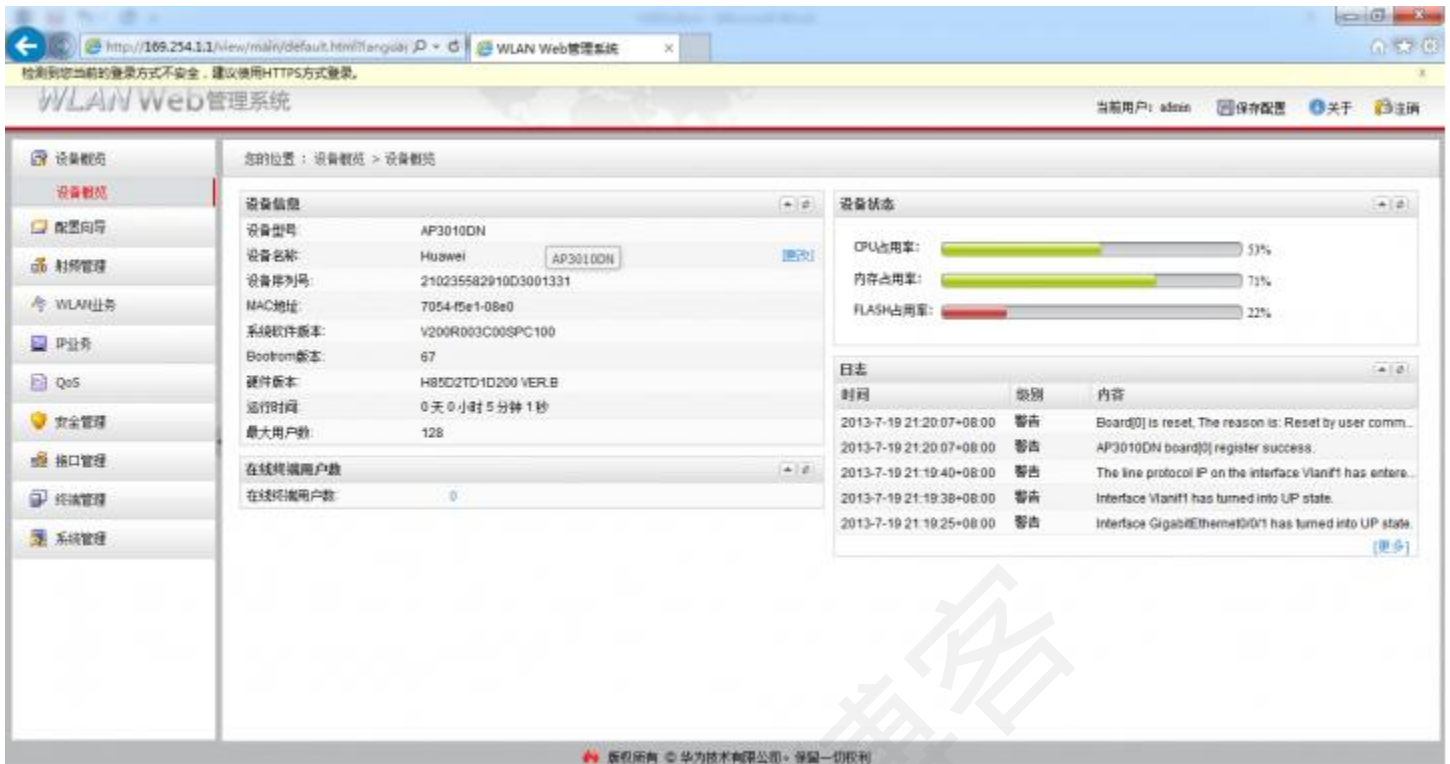 http://169.254.1.1/view/main/default.html?languag
WLAN Web管理系统
检测到您当前的登录方式不安全，建议使用HTTPS方式登录。
WLAN Web管理系统
当前用户: admin 保存配置 关于 注销
设备概览
设备概览
配置向导
射频管理
WLAN业务
IP业务
QoS
安全管理
接口管理
终端管理
系统管理
您的位置 : 设备概览 > 设备概览
设备信息
设备型号: AP3010DN
设备名称: Huawei [更改]
AP3010DN
设备序列号: 210235582910D3001331
MAC地址: 7054-f5e1-08e0
系统软件版本: V200R003C00SPC100
Bootrom版本: 67
硬件版本: H85D2TD1D200 VER.B
运行时间: 0 天 0 小时 5 分钟 1 秒
最大用户数: 128
在线终端用户数
在线终端用户数: 0
设备状态
CPU占用率: 53%
内存占用率: 71%
FLASH占用率: 22%
日志
时间 级别 内容
2013-7-19 21:20:07+08:00 警告 Board[0] is reset, The reason is: Reset by user comm...
2013-7-19 21:20:07+08:00 警告 AP3010DN board[0] register success.
2013-7-19 21:19:40+08:00 警告 The line protocol IP on the interface Vlanif1 has entere...
2013-7-19 21:19:38+08:00 警告 Interface Vlanif1 has turned into UP state.
2013-7-19 21:19:25+08:00 警告 Interface GigabitEthernet0/0/1 has turned into UP state.
[更多]
版权所有 © 华为技术有限公司。保留一切权利